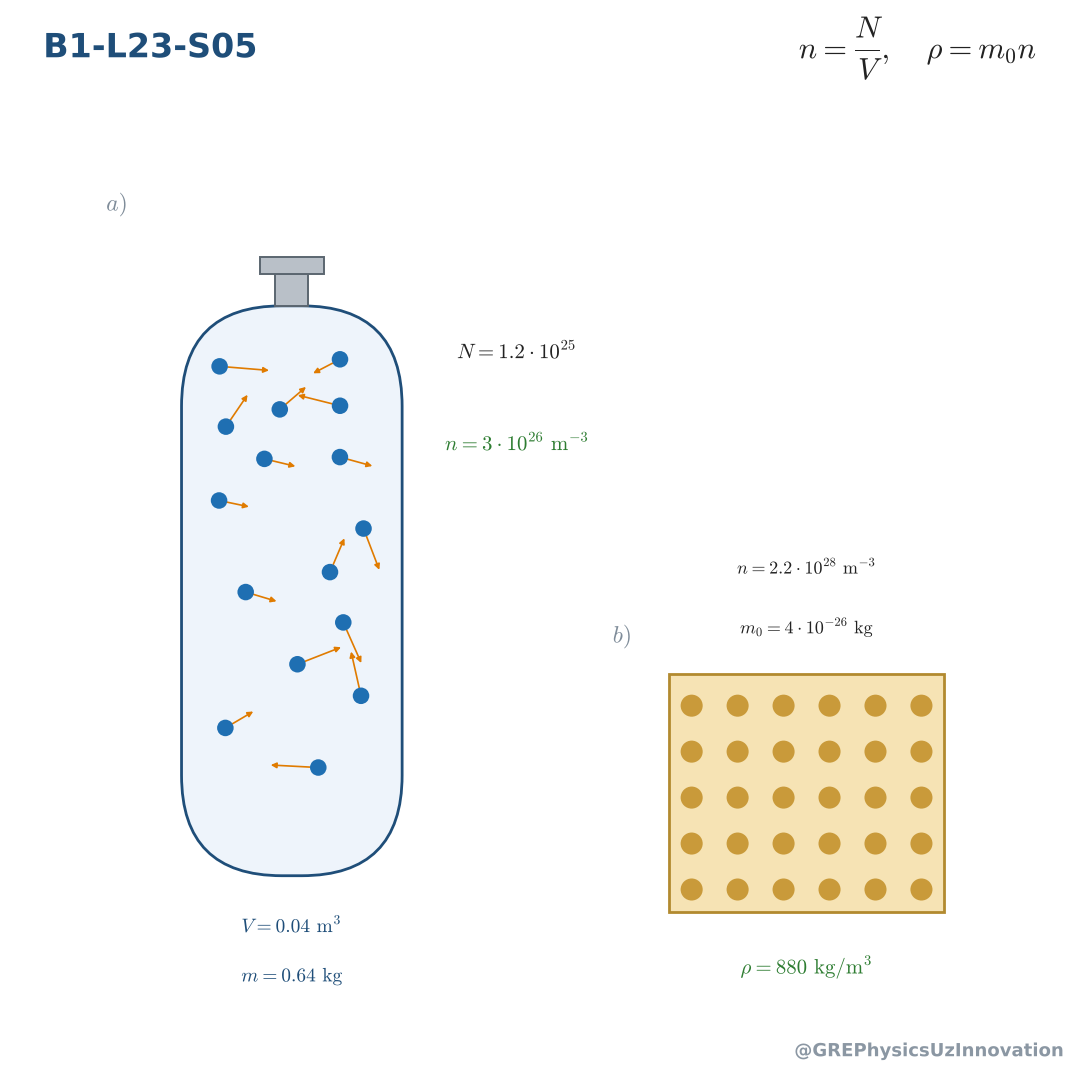 B1-L23-S05
n = N/V, ρ = m₀n
a)
N = 1.2 · 10²⁵
n = 3 · 10²⁶ m⁻³
n = 2.2 · 10²⁸ m⁻³
m₀ = 4 · 10⁻²⁶ kg
b)
V = 0.04 m³
m = 0.64 kg
ρ = 880 kg/m³
@GREPhysicsUzInnovation